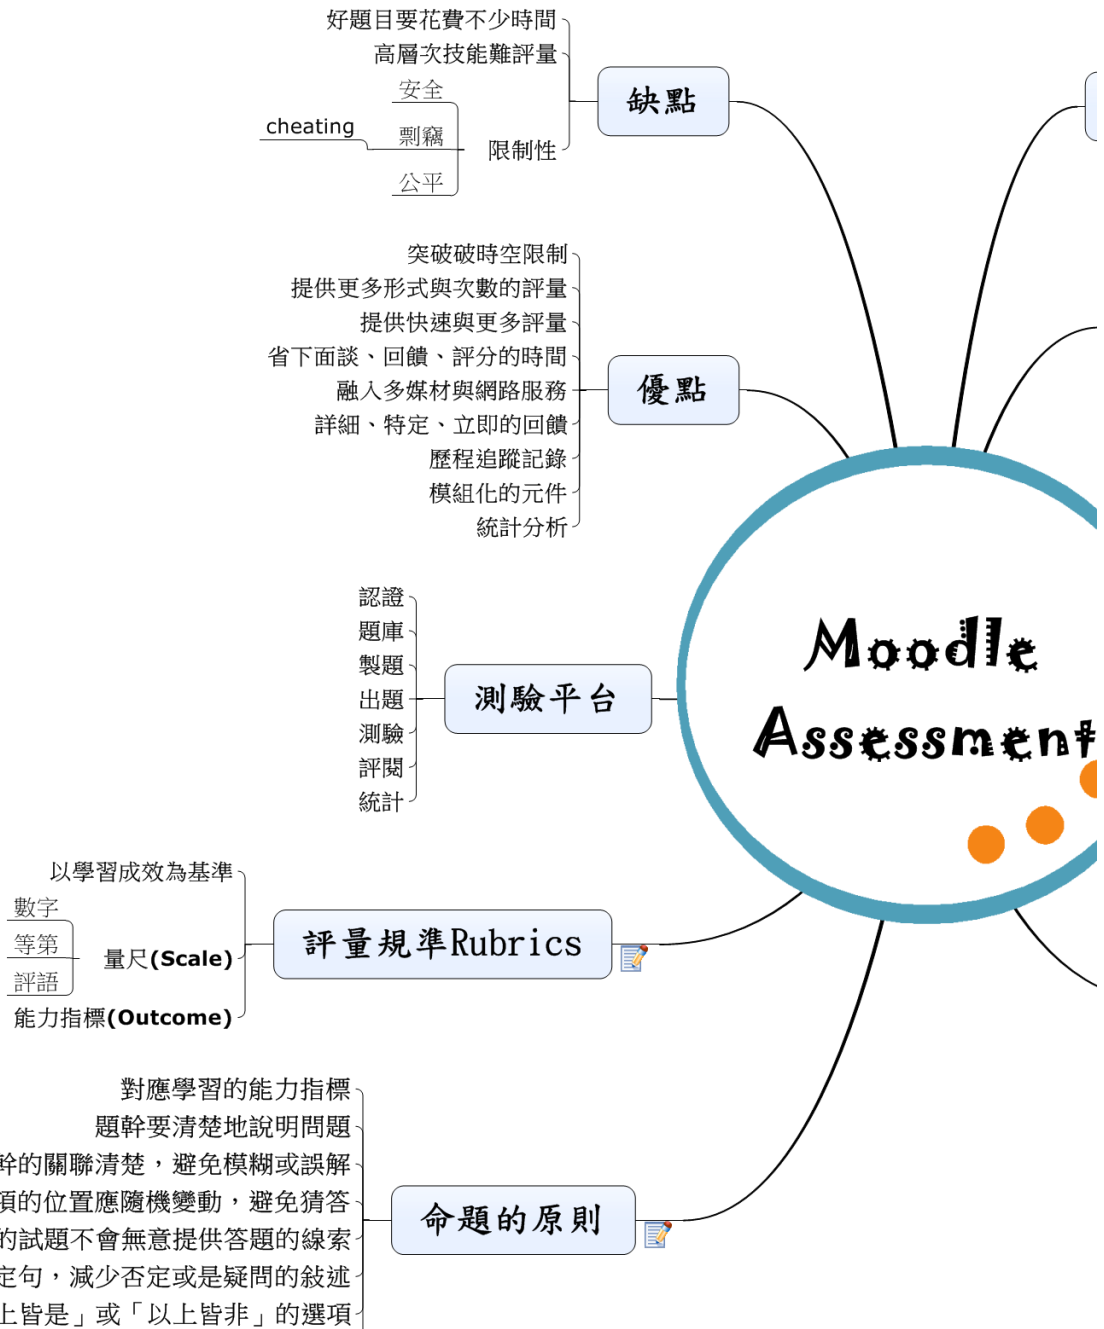 好題目要花費不少時間
高層次技能難評量
安全
cheating
剽竊
限制性
公平
缺點
突破破時空限制
提供更多形式與次數的評量
提供快速與更多評量
省下面談、回饋、評分的時間
融入多媒材與網路服務
詳細、特定、立即的回饋
歷程追蹤記錄
模組化的元件
統計分析
優點
認證
題庫
製題
出題
測驗
評閱
統計
測驗平台
Moodle
Assessment
以學習成效為基準
數字
等第
評語
量尺(Scale)
能力指標(Outcome)
評量規準Rubrics
對應學習的能力指標
題幹要清楚地說明問題
幹的關聯清楚，避免模糊或誤解
項的位置應隨機變動，避免猜答
的試題不會無意提供答題的線索
定句，減少否定或是疑問的敍述
上皆是」或「以上皆非」的選項
命題的原則